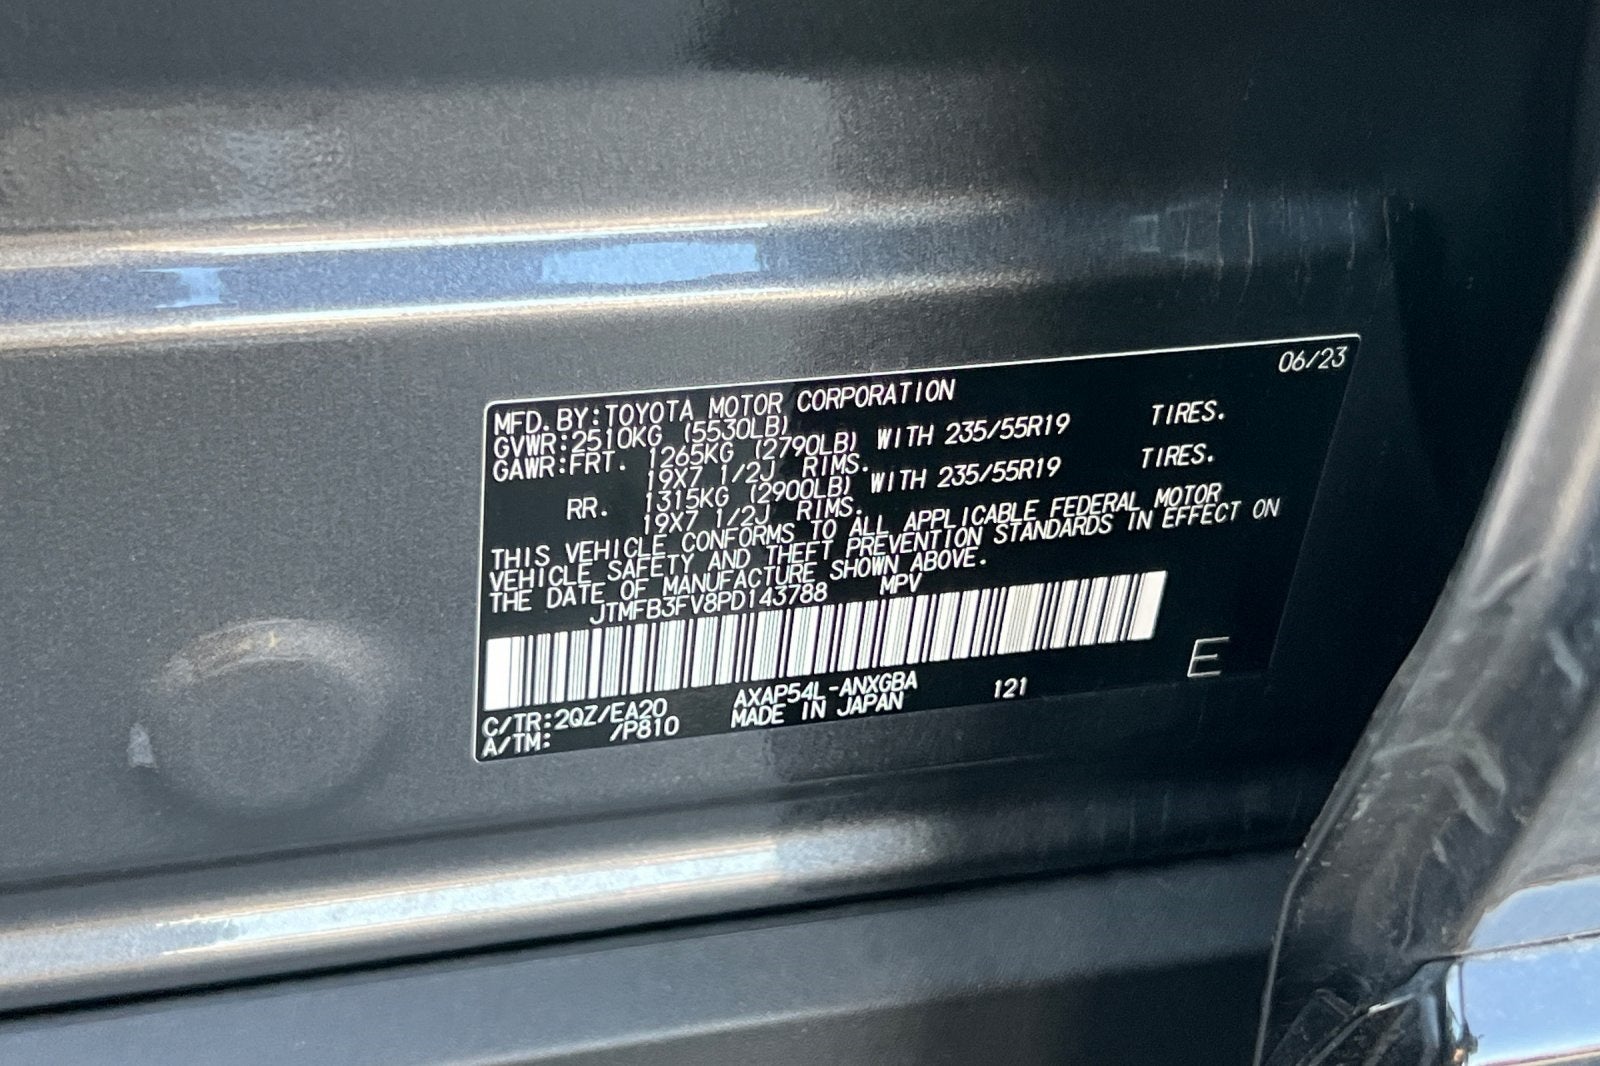 06/23
MFD.BY:TOYOTA MOTOR CORPORATION
GVWR:2510KG (5530LB)
GAWR:FRT. 1265KG (2790LB) WITH 235/55R19 TIRES.
19X7 1/2J RIMS.
RR. 1315KG (2900LB) WITH 235/55R19 TIRES.
19X7 1/2J RIMS.
THIS VEHICLE CONFORMS TO ALL APPLICABLE FEDERAL MOTOR
VEHICLE SAFETY AND THEFT PREVENTION STANDARDS IN EFFECT ON
THE DATE OF MANUFACTURE SHOWN ABOVE.
JTMFB3FV8PD143788 MPV
E
C/TR:2QZ/EA20 AXAP54L-ANXGBA 121
A/TM: /P810 MADE IN JAPAN